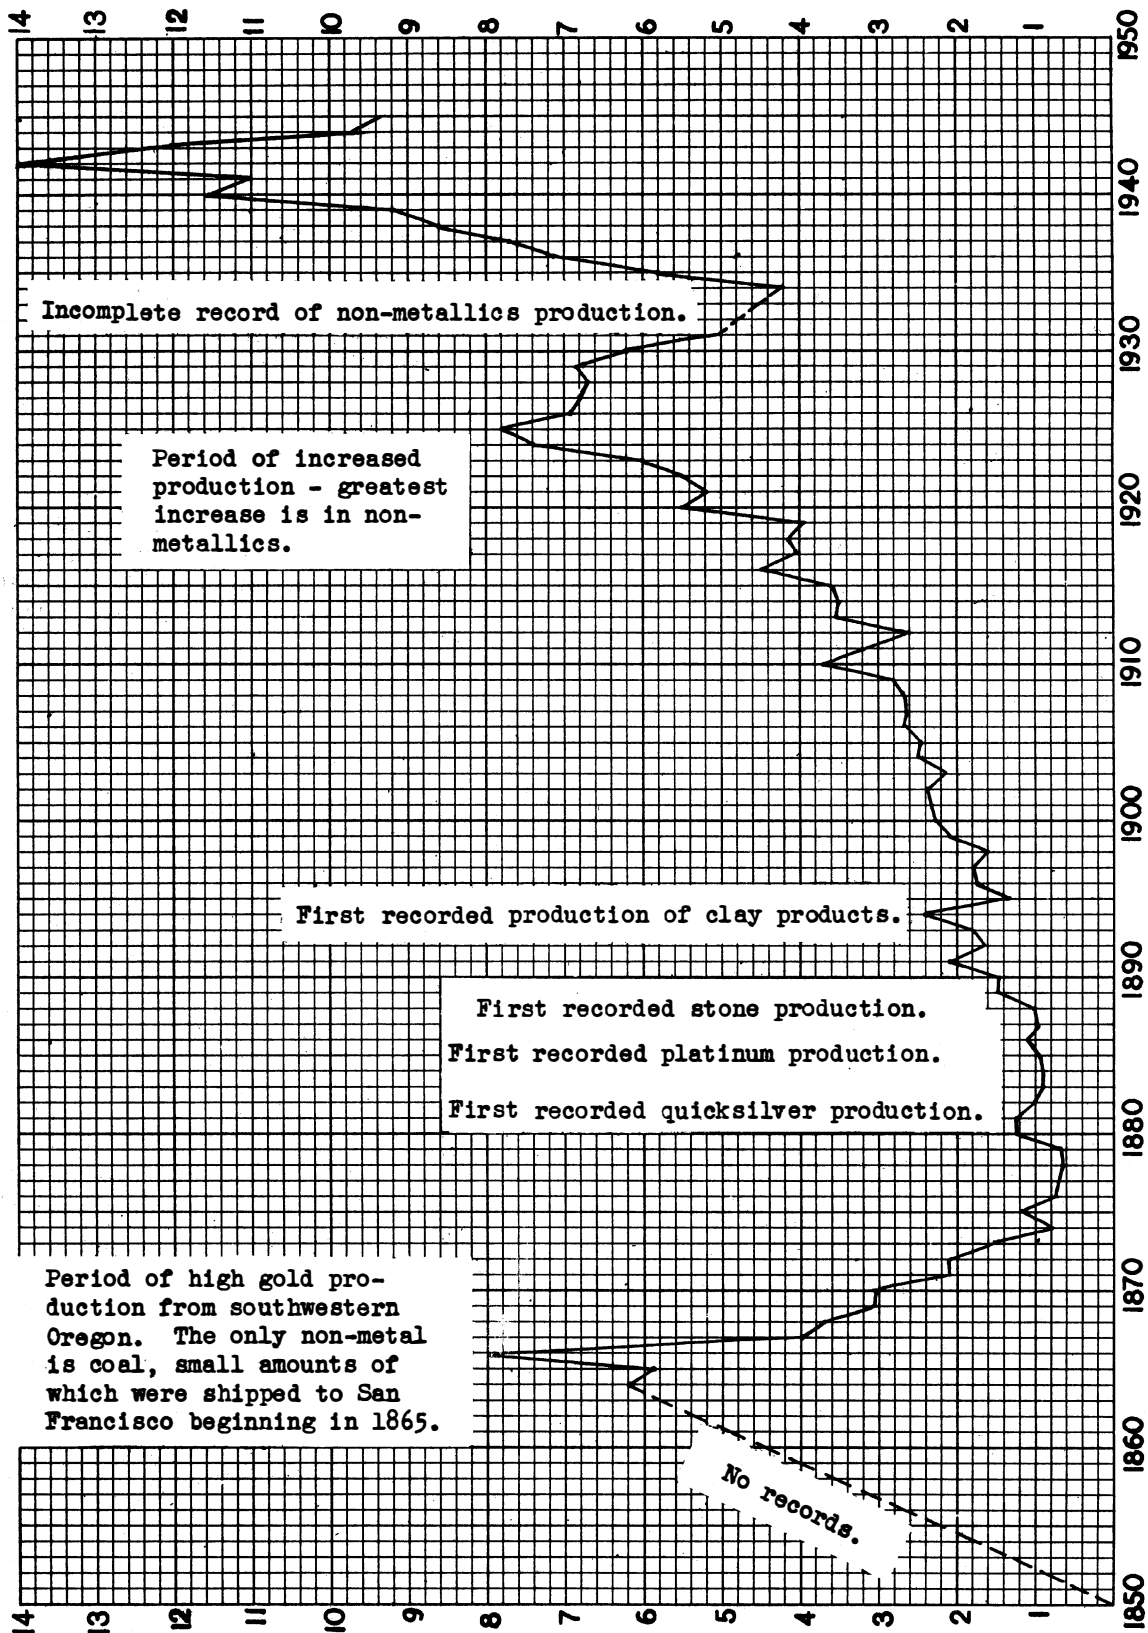 14 13 12 11 10 9 8 7 6 5 4 3 2 1
1950
1940
Incomplete record of non-metallics production.
1930
Period of increased
production - greatest
increase is in non-
metallics.
1920
1910
1900
First recorded production of clay products.
1890
First recorded stone production.
First recorded platinum production.
First recorded quicksilver production.
1880
Period of high gold pro-
duction from southwestern
Oregon. The only non-metal
is coal, small amounts of
which were shipped to San
Francisco beginning in 1865.
1870
1860
No records.
1850
14 13 12 11 10 9 8 7 6 5 4 3 2 1